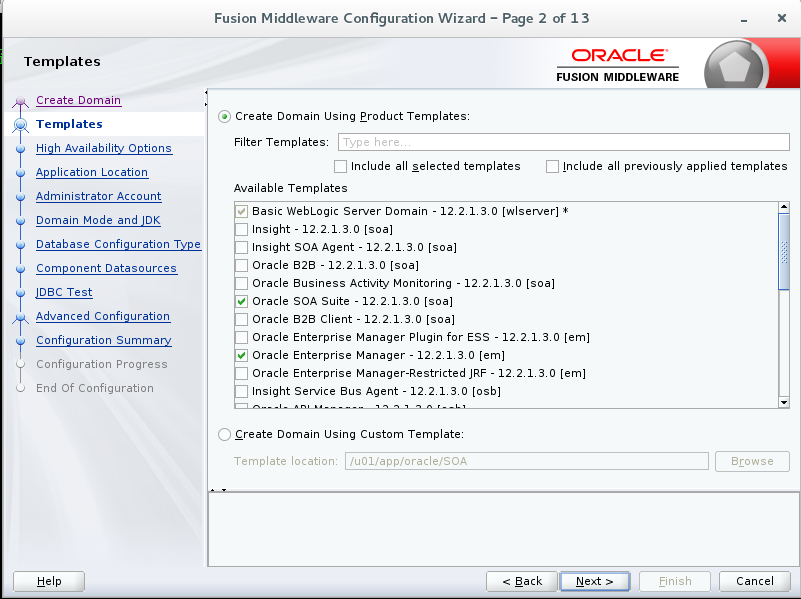 Fusion Middleware Configuration Wizard – Page 2 of 13
Templates
ORACLE
FUSION MIDDLEWARE
Create Domain
Templates
High Availability Options
Application Location
Administrator Account
Domain Mode and JDK
Database Configuration Type
Component Datasources
JDBC Test
Advanced Configuration
Configuration Summary
Configuration Progress
End Of Configuration
Create Domain Using Product Templates:
Filter Templates: Type here...
Include all selected templates Include all previously applied templates
Available Templates
Basic WebLogic Server Domain - 12.2.1.3.0 [wlserver] *
Insight - 12.2.1.3.0 [soa]
Insight SOA Agent - 12.2.1.3.0 [soa]
Oracle B2B - 12.2.1.3.0 [soa]
Oracle Business Activity Monitoring - 12.2.1.3.0 [soa]
Oracle SOA Suite - 12.2.1.3.0 [soa]
Oracle B2B Client - 12.2.1.3.0 [soa]
Oracle Enterprise Manager Plugin for ESS - 12.2.1.3.0 [em]
Oracle Enterprise Manager - 12.2.1.3.0 [em]
Oracle Enterprise Manager-Restricted JRF - 12.2.1.3.0 [em]
Insight Service Bus Agent - 12.2.1.3.0 [osb]
Oracle API Manager - 12.2.1.3.0 [osb]
Create Domain Using Custom Template:
Template location: /u01/app/oracle/SOA Browse
Help < Back Next > Finish Cancel